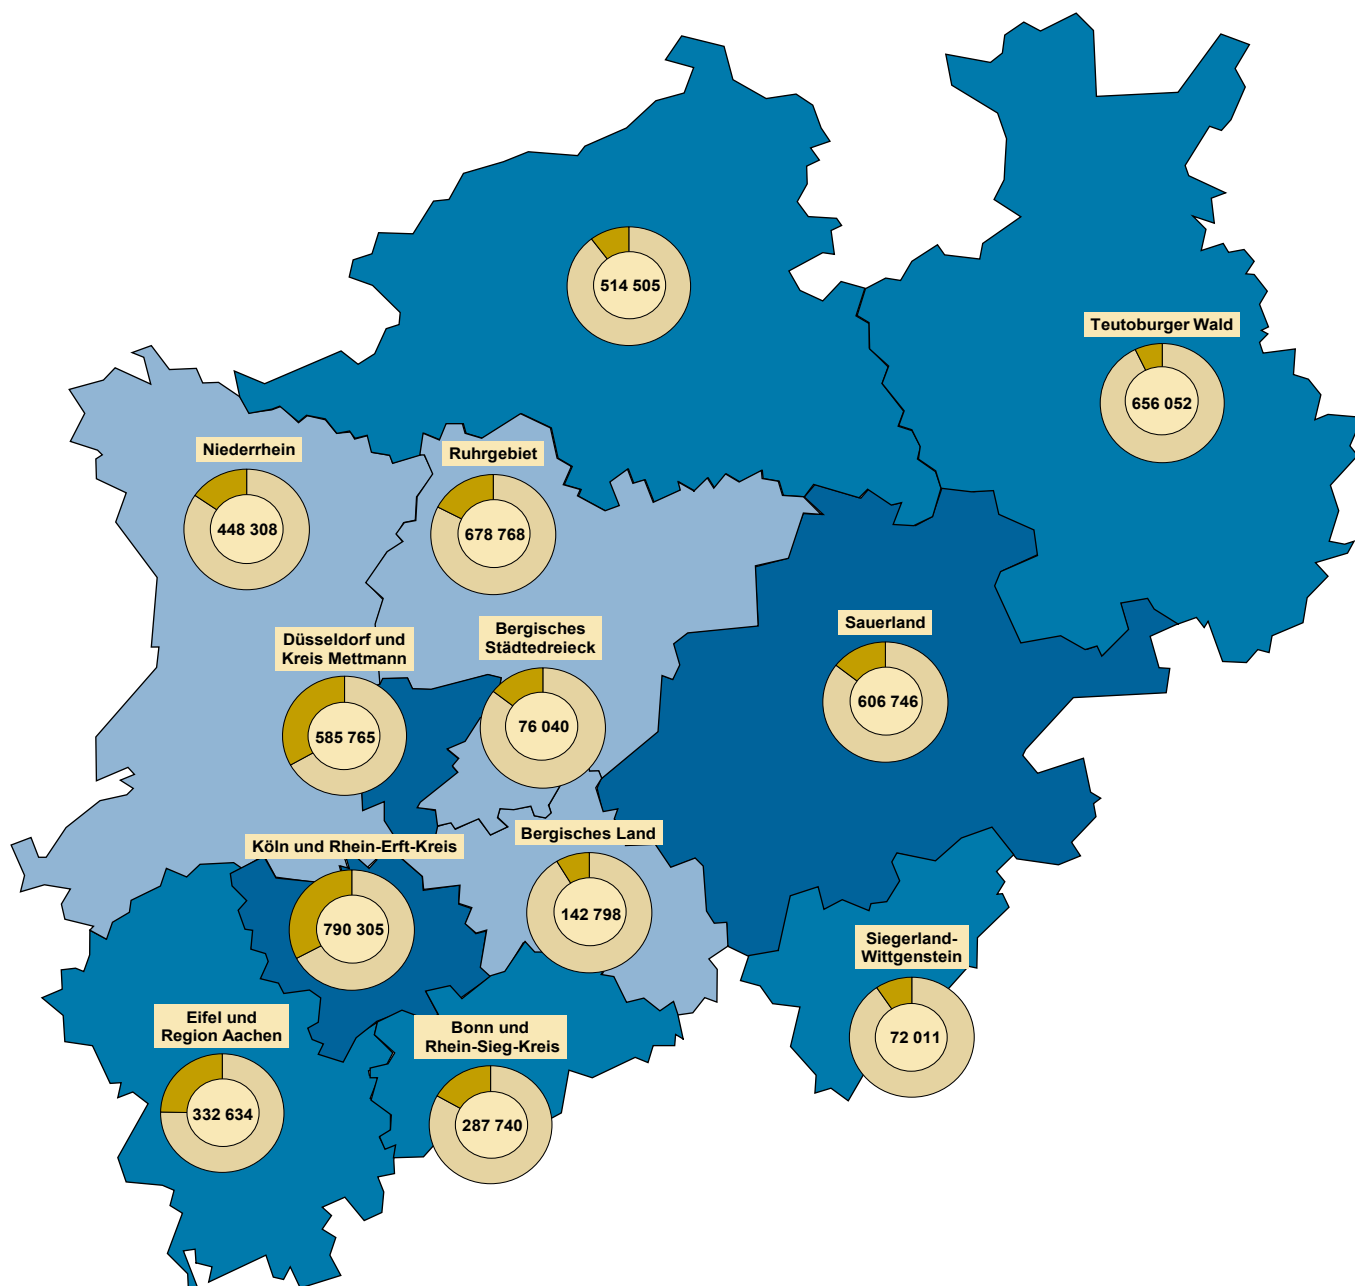 514 505
Teutoburger Wald
656 052
Niederrhein
448 308
Ruhrgebiet
678 768
Düsseldorf und
Kreis Mettmann
585 765
Bergisches
Städtedreieck
76 040
Sauerland
606 746
Köln und Rhein-Erft-Kreis
790 305
Bergisches Land
142 798
Siegerland-
Wittgenstein
72 011
Eifel und
Region Aachen
332 634
Bonn und
Rhein-Sieg-Kreis
287 740